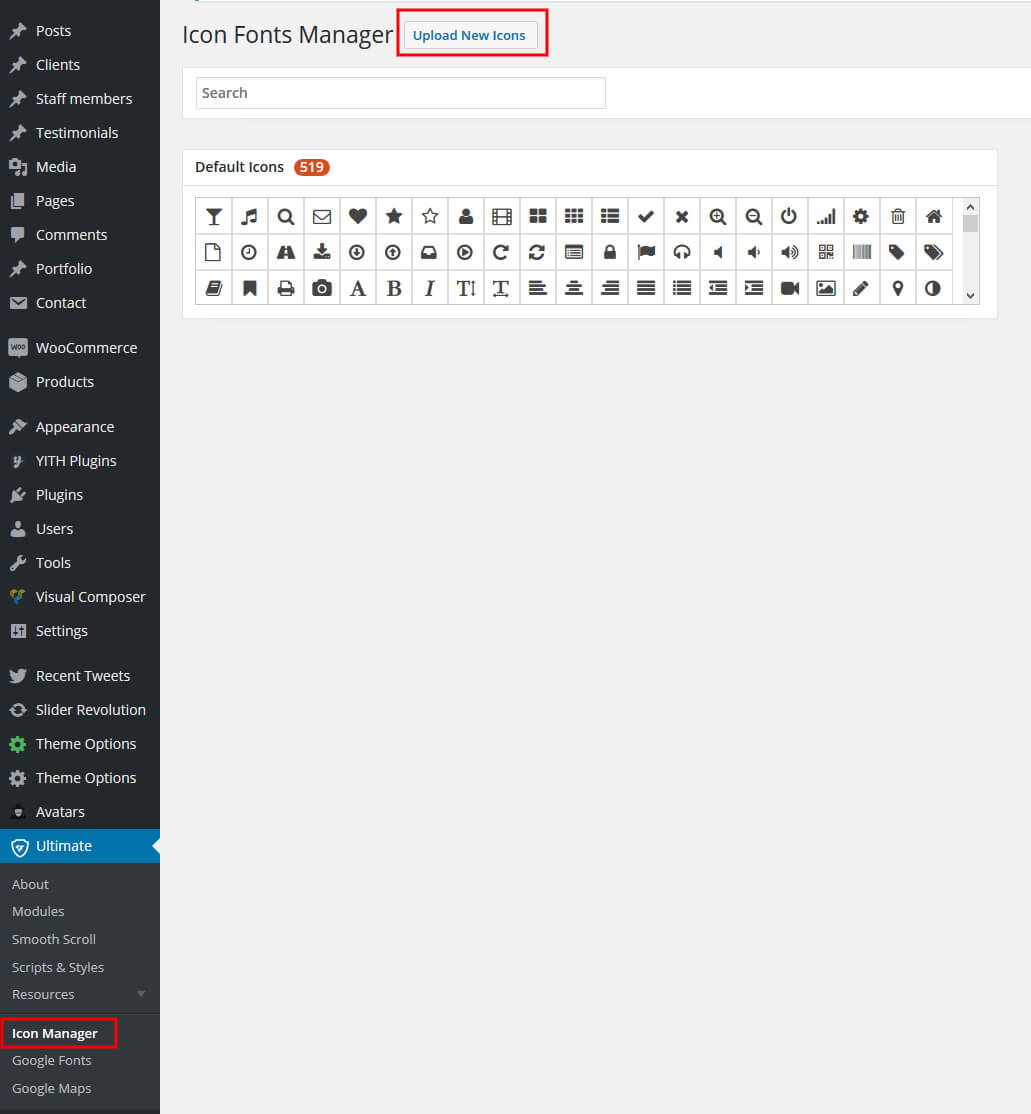 Posts
Clients
Staff members
Testimonials
Media
Pages
Comments
Portfolio
Contact
WOO WooCommerce
Products
Appearance
YITH Plugins
Plugins
Users
Tools
Visual Composer
Settings
Recent Tweets
Slider Revolution
Theme Options
Theme Options
Avatars
Ultimate
About
Modules
Smooth Scroll
Scripts & Styles
Resources
Icon Manager
Google Fonts
Google Maps
Icon Fonts Manager Upload New Icons
Search
Default Icons 519